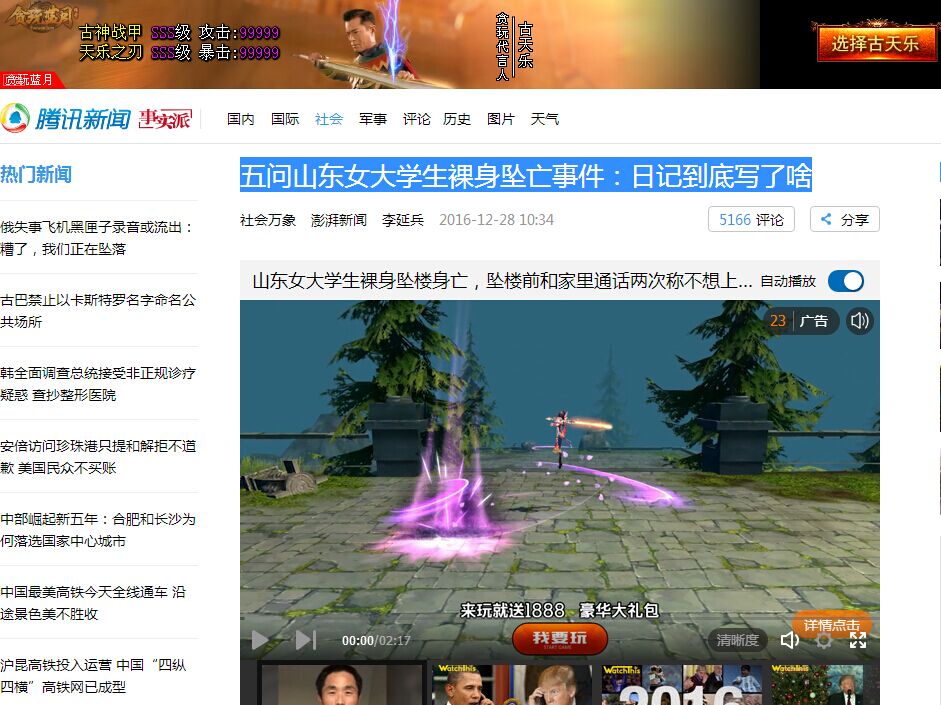 古神战甲 SSS级 攻击:99999
天乐之刃 SSS级 暴击:99999
贪玩代言人
古天乐
选择古天乐
贪玩蓝月
腾讯新闻 事实派
国内 国际 社会 军事 评论 历史 图片 天气
热门新闻
俄失事飞机黑匣子录音或流出：
糟了，我们正在坠落
古巴禁止以卡斯特罗名字命名公
共场所
韩全面调查总统接受非正规诊疗
疑惑 查抄整形医院
安倍访问珍珠港只提和解拒不道
歉 美国民众不买账
中部崛起新五年：合肥和长沙为
何落选国家中心城市
中国最美高铁今天全线通车 沿
途景色美不胜收
沪昆高铁投入运营 中国“四纵
四横”高铁网已成型
五问山东女大学生裸身坠亡事件：日记到底写了啥
社会万象 澎湃新闻 李延兵 2016-12-28 10:34
5166 评论
分享
山东女大学生裸身坠楼身亡，坠楼前和家里通话两次称不想上... 自动播放
23 广告
来玩就送1888 豪华大礼包
详情点击
我要玩
START GAME
00:00/02:17
清晰度
WatchThis
WatchThis
WatchThis
2016